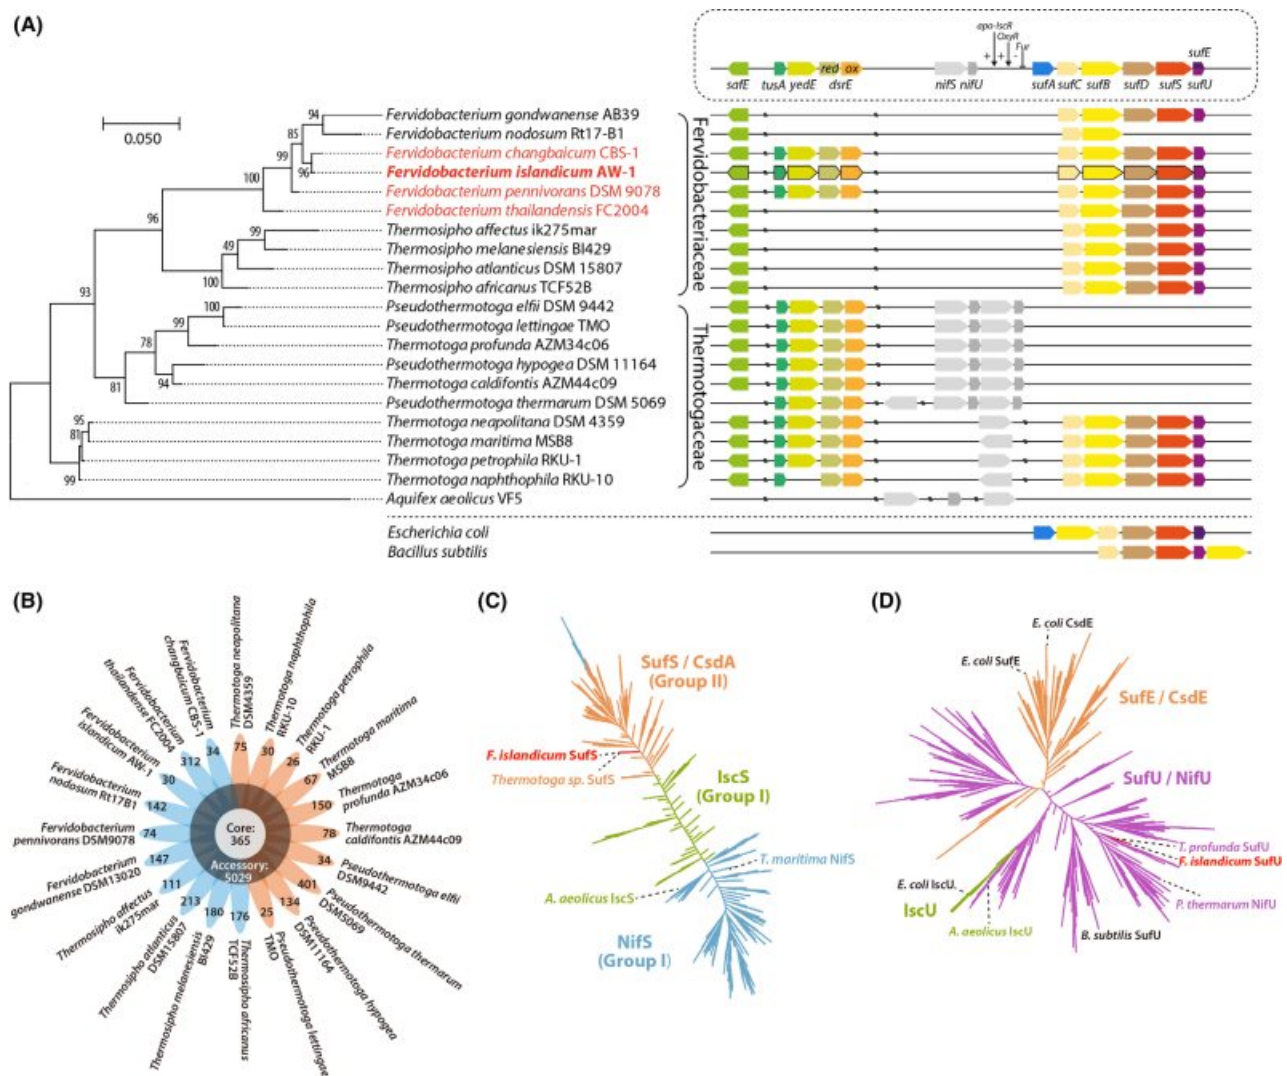 (A)
apo-IscR
OxyR
Fur
+ + -
sufE
red ox
safE tusA yedE dsrE nifS nifU sufA sufC sufB sufD sufS sufU
0.050
Fervidobacterium gondwanense AB39
Fervidobacterium nodosum Rt17-B1
Fervidobacterium changbaicum CBS-1
Fervidobacterium islandicum AW-1
Fervidobacterium pennivorans DSM 9078
Fervidobacterium thailandensis FC2004
Thermosipho affectus ik275mar
Thermosipho melanesiensis BI429
Thermosipho atlanticus DSM 15807
Thermosipho africanus TCF52B
Pseudothermotoga elfii DSM 9442
Pseudothermotoga lettingae TMO
Thermotoga profunda AZM34c06
Pseudothermotoga hypogea DSM 11164
Thermotoga caldifontis AZM44c09
Pseudothermotoga thermarum DSM 5069
Thermotoga neapolitana DSM 4359
Thermotoga maritima MSB8
Thermotoga petrophila RKU-1
Thermotoga naphthophila RKU-10
Aquifex aeolicus VF5
Escherichia coli
Bacillus subtilis
94
85
99
96
100
96
99
49
100
93
100
99
78
94
81
95
81
99
Fervidobacteriaceae
Thermotogaceae
(B)
Thermotoga neapolitana
DSM4359
75
Thermotoga naphthophila
RKU-10
30
Thermotoga petrophila
RKU-1
26
Thermotoga maritima
MSB8
67
Thermotoga
profunda AZM34c06
150
Thermotoga
caldifontis AZM44c09
78
Pseudothermotoga elfii
DSM9442
34
Pseudothermotoga thermarum
DSM5069
401
Pseudothermotoga hypogea
DSM11164
134
Pseudothermotoga lettingae
TMO
25
Thermosipho africanus
TCF52B
176
Thermosipho melanesiensis
BI429
180
Thermosipho atlanticus
DSM15807
213
Thermosipho affectus
ik275mar
111
Fervidobacterium
gondwanense DSM13020
147
Fervidobacterium
pennivorans DSM9078
74
Fervidobacterium
nodosum Rt17B1
142
Fervidobacterium
islandicum AW-1
30
Fervidobacterium
thailandense FC2004
312
Fervidobacterium
changbaicum CBS-1
34
Core:
365
Accessory:
5029
(C)
SufS / CsdA
(Group II)
F. islandicum SufS
Thermotoga sp. SufS
IscS
(Group I)
T. maritima NifS
A. aeolicus IscS
NifS
(Group I)
(D)
E. coli CsdE
E. coli SufE
SufE / CsdE
SufU / NifU
T. profunda SufU
F. islandicum SufU
E. coli IscU
IscU
P. thermarum NifU
A. aeolicus IscU
B. subtilis SufU